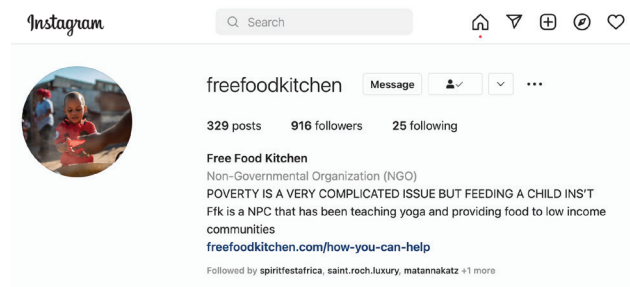 Instagram
Search
freefoodkitchen Message
329 posts 916 followers 25 following
Free Food Kitchen
Non-Governmental Organization (NGO)
POVERTY IS A VERY COMPLICATED ISSUE BUT FEEDING A CHILD INS'T
Ffk is a NPC that has been teaching yoga and providing food to low income
communities
freefoodkitchen.com/how-you-can-help
Followed by spiritfestafrica, saint.roch.luxury, matannakatz +1 more